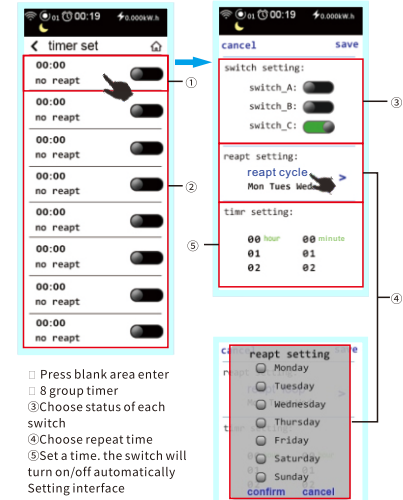 01 00:19 0.000kW.h
timer set
00:00
no reapt
①
00:00
no reapt
00:00
no reapt
00:00
no reapt
②
00:00
no reapt
00:00
no reapt
00:00
no reapt
00:00
no reapt
□ Press blank area enter
□ 8 group timer
③Choose status of each
switch
④Choose repeat time
⑤Set a time. the switch will
turn on/off automatically
Setting interface
01 00:19 0.000kW.h
cancel save
switch setting:
switch_A:
switch_B:
switch_C:
③
reapt setting:
reapt cycle >
Mon Tues Wed
timr setting:
00 hour 00 minute
01 01
02 02
⑤
④
reapt setting
Monday
Tuesday
Wednesday
Thursday
Friday
Saturday
Sunday
confirm cancel